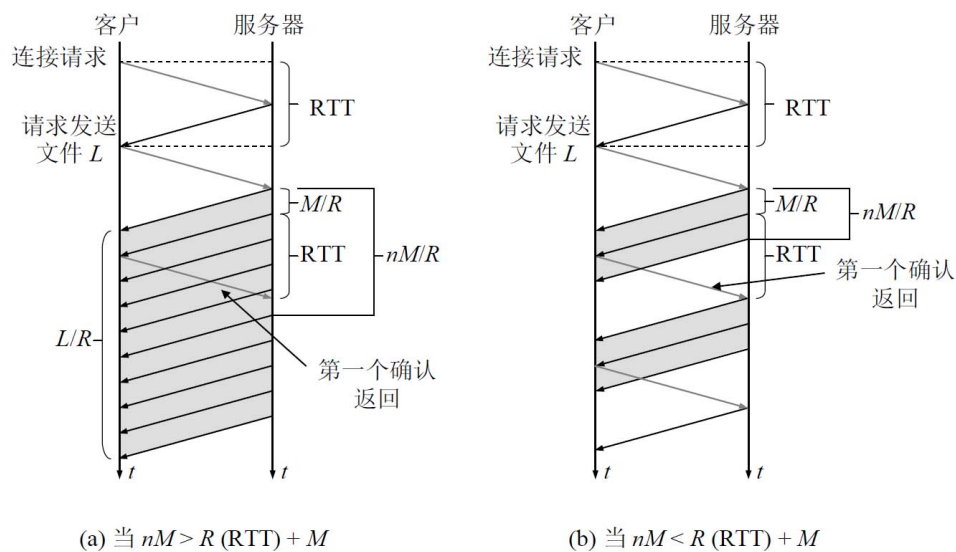 客户
服务器
连接请求
RTT
请求发送
文件 L
M/R
RTT
nM/R
L/R
第一个确认
返回
t
t
(a) 当 nM > R (RTT) + M
客户
服务器
连接请求
RTT
请求发送
文件 L
M/R
nM/R
RTT
第一个确认
返回
t
t
(b) 当 nM < R (RTT) + M